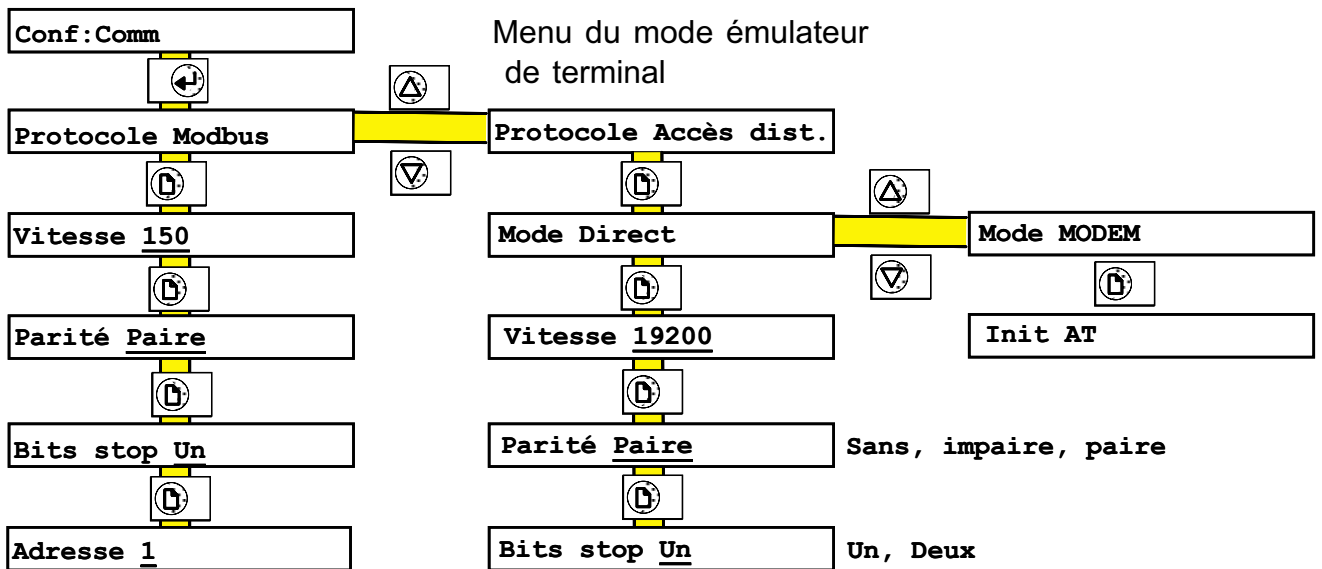 Conf:Comm
Menu du mode émulateur
de terminal
Protocole Modbus
Protocole Accès dist.
Vitesse 150
Mode Direct
Mode MODEM
Parité Paire
Vitesse 19200
Init AT
Bits stop Un
Parité Paire
Sans, impaire, paire
Adresse 1
Bits stop Un
Un, Deux